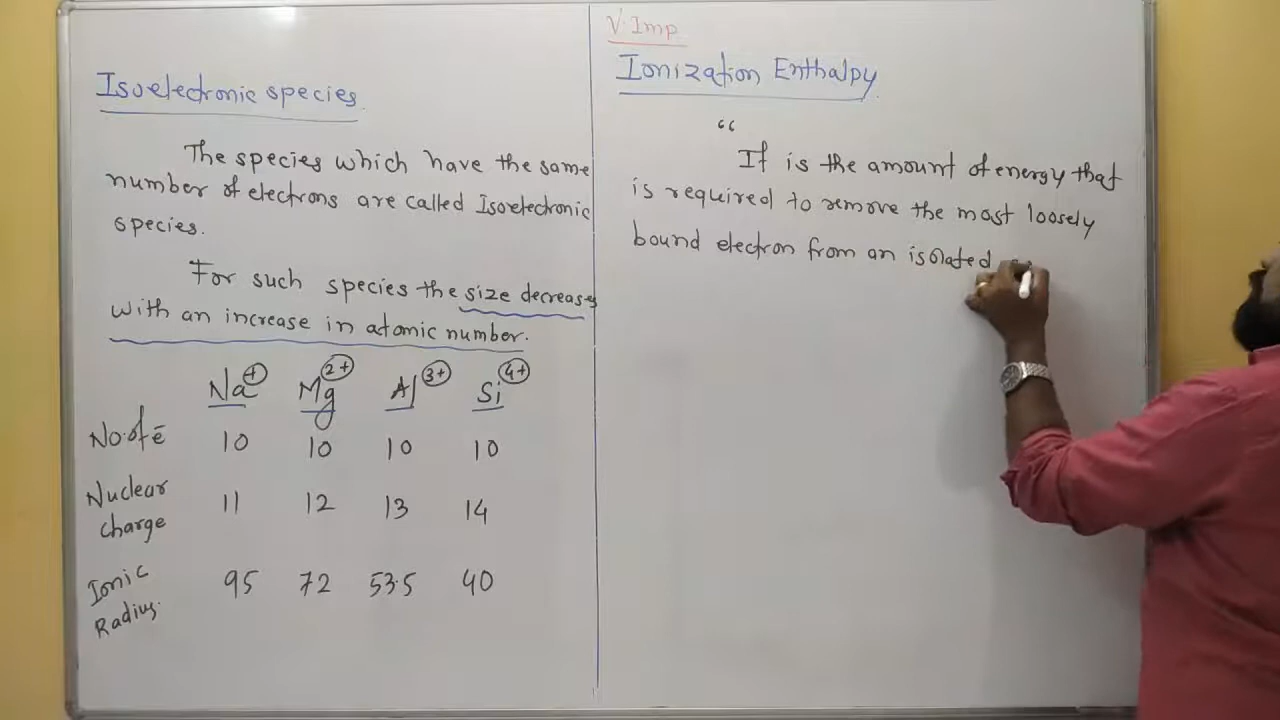 Isoelectronic species
The species which have the same
number of electrons are called Isoelectronic
species.
For such species the size decreases
with an increase in atomic number.
Na+ Mg2+ Al3+ Si4+
No. of ē 10 10 10 10
Nuclear
charge 11 12 13 14
Ionic
Radius. 95 72 53.5 40
V. Imp
Ionization Enthalpy
“
It is the amount of energy that
is required to remove the most loosely
bound electron from an isolated